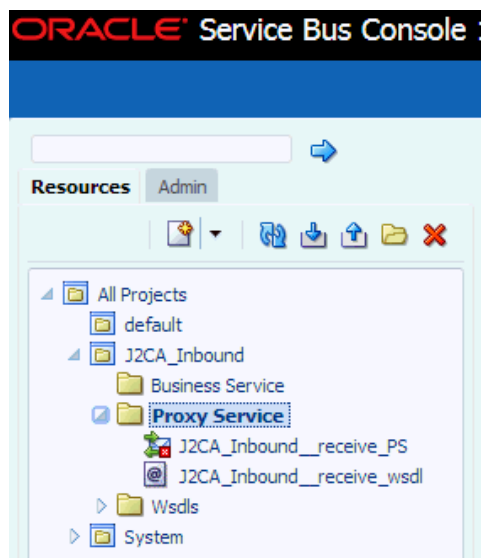 ORACLE Service Bus Console
Resources Admin
All Projects
default
J2CA_Inbound
Business Service
Proxy Service
J2CA_Inbound__receive_PS
J2CA_Inbound__receive_wsdl
Wsdls
System